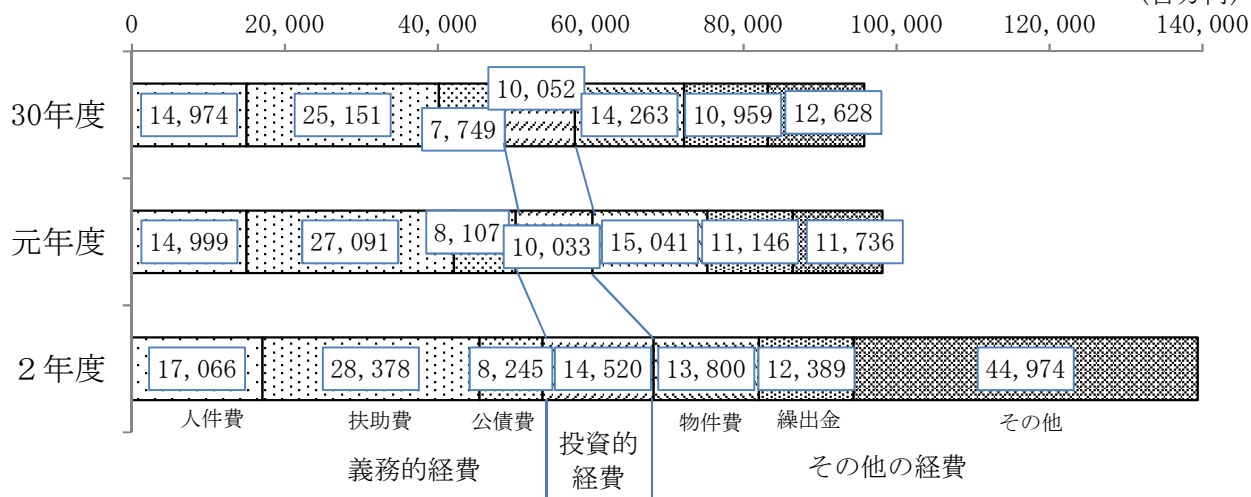 0 20,000 40,000 60,000 80,000 100,000 120,000 140,000
30年度 14,974 25,151 7,749 10,052 14,263 10,959 12,628
元年度 14,999 27,091 8,107 10,033 15,041 11,146 11,736
2年度 17,066 28,378 8,245 14,520 13,800 12,389 44,974
人件費 扶助費 公債費 物件費 繰出金 その他
義務的経費 投資的経費 その他の経費